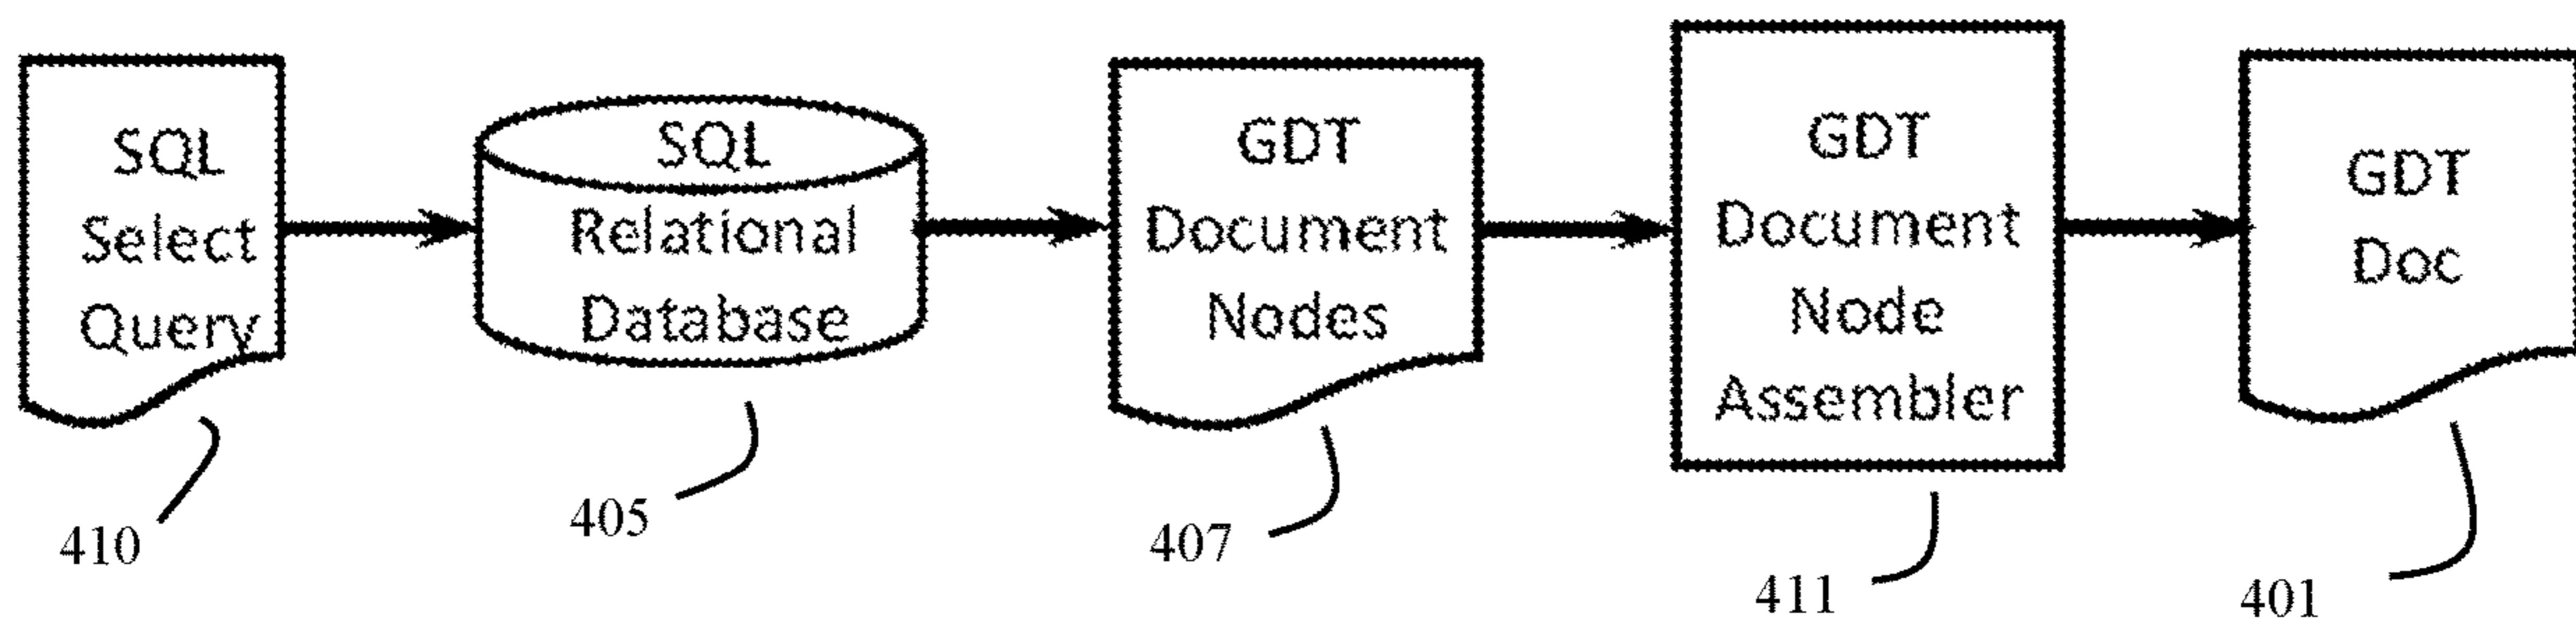 SQL
Select
Query
SQL
Relational
Database
GDT
Document
Nodes
GDT
Document
Node
Assembler
GDT
Doc
410
405
407
411
401